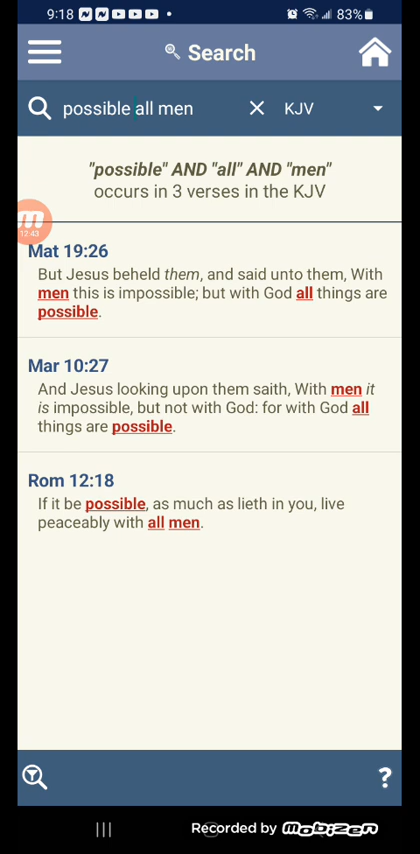 9:18 83%
Search
possible all men KJV
"possible" AND "all" AND "men"
occurs in 3 verses in the KJV
m
12:43
Mat 19:26
But Jesus beheld them, and said unto them, With
men this is impossible; but with God all things are
possible.
Mar 10:27
And Jesus looking upon them saith, With men it
is impossible, but not with God: for with God all
things are possible.
Rom 12:18
If it be possible, as much as lieth in you, live
peaceably with all men.
?
Recorded by mobizen